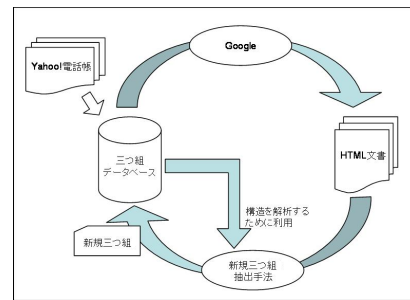 Google
Yahoo!電話帳
三つ組
データベース
HTML文書
構造を解析する
ために利用
新規三つ組
新規三つ組
抽出手法